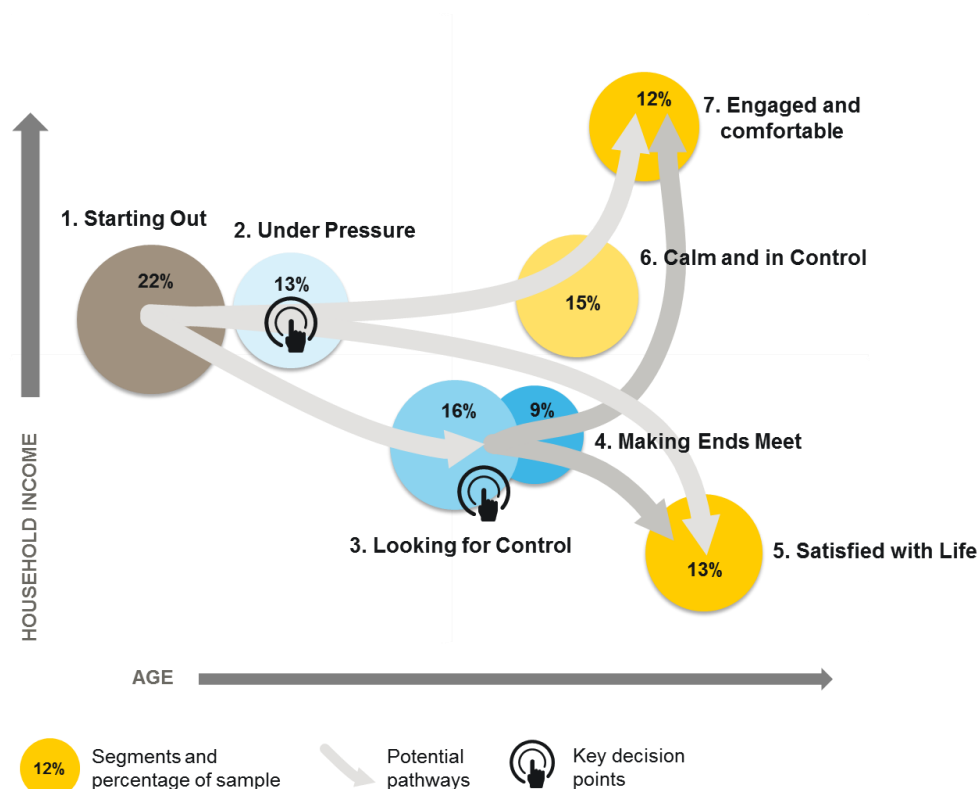 12%
7. Engaged and
comfortable
1. Starting Out
2. Under Pressure
22%
13%
6. Calm and in Control
15%
16%
9%
4. Making Ends Meet
3. Looking for Control
5. Satisfied with Life
13%
HOUSEHOLD INCOME
AGE
12%
Segments and
percentage of sample
Potential
pathways
Key decision
points